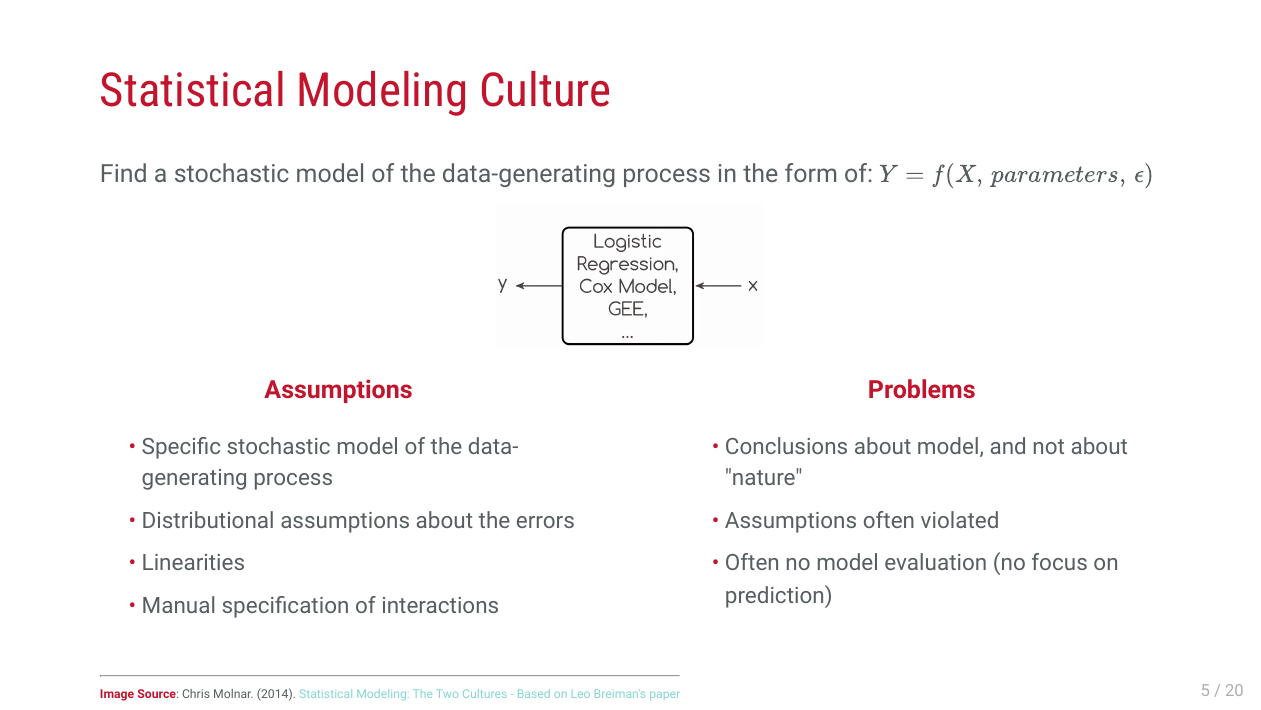 Statistical Modeling Culture
Find a stochastic model of the data-generating process in the form of: Y = f(X, parameters, ϵ)
Logistic
Regression,
Cox Model,
GEE,
...
y
x
Assumptions
• Specific stochastic model of the data-
generating process
• Distributional assumptions about the errors
• Linearities
• Manual specification of interactions
Problems
• Conclusions about model, and not about
"nature"
• Assumptions often violated
• Often no model evaluation (no focus on
prediction)
Image Source: Chris Molnar. (2014). Statistical Modeling: The Two Cultures - Based on Leo Breiman's paper
5 / 20